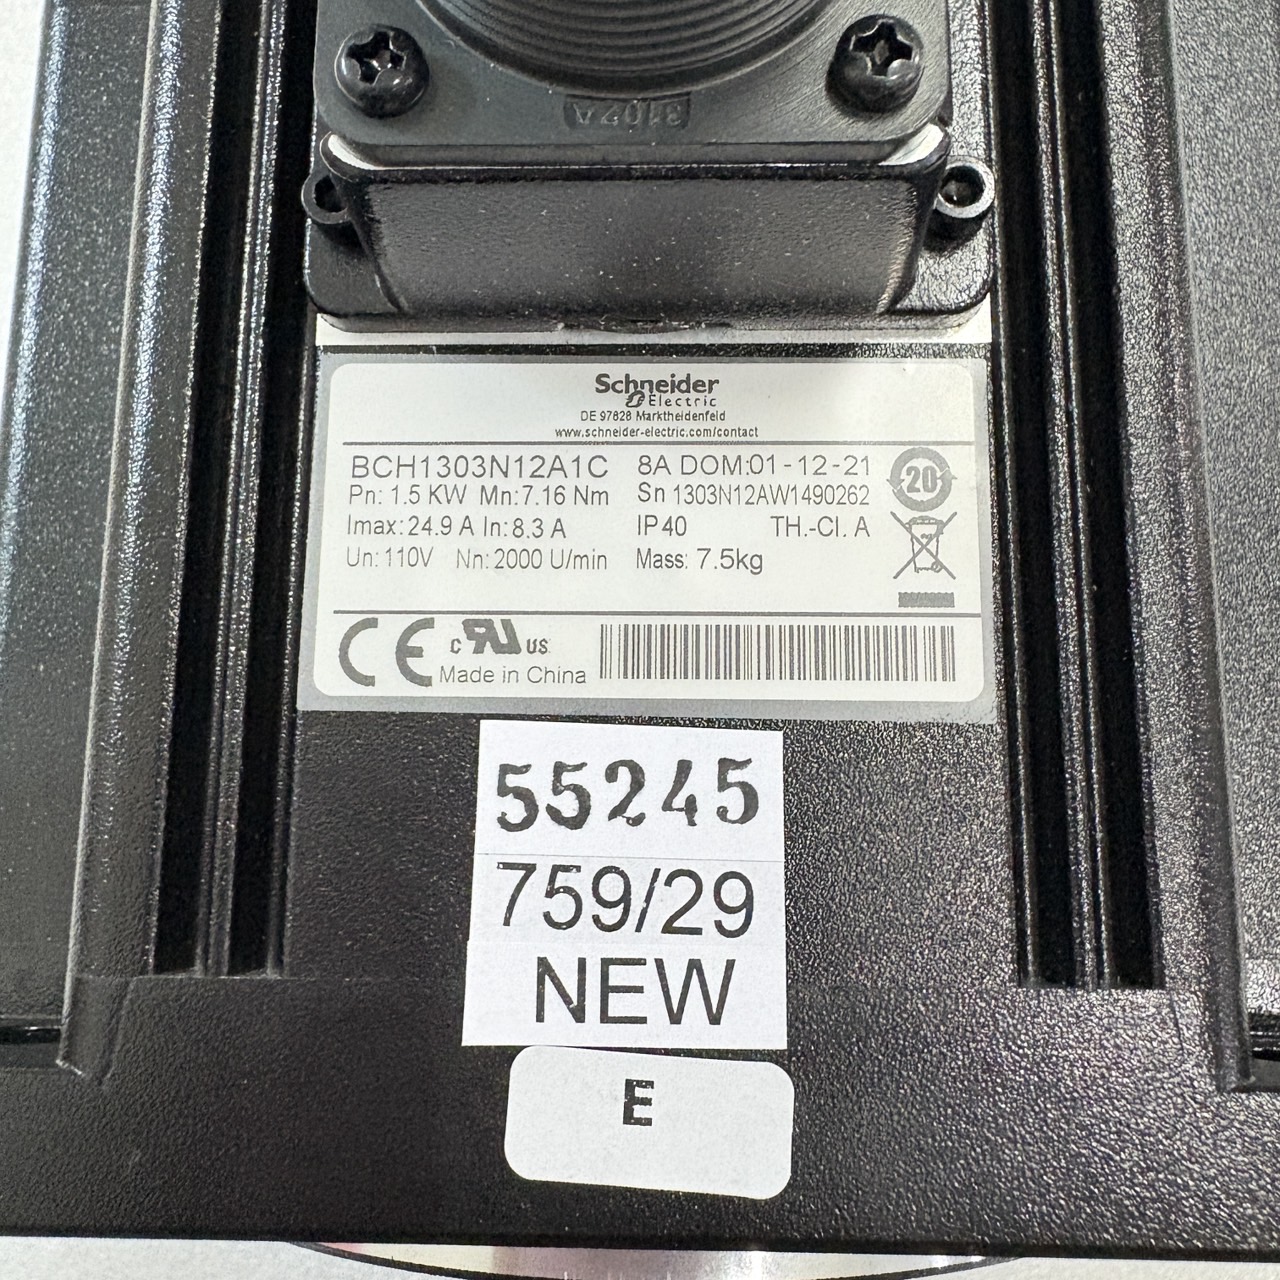 3102A
Schneider
Electric
DE 97828 Marktheidenfeld
www.schneider-electric.com/contact
BCH1303N12A1C 8A DOM:01-12-21
Pn: 1.5 KW Mn: 7.16 Nm Sn 1303N12AW1490262
Imax: 24.9 A In: 8.3 A IP40 TH.-Cl. A
Un: 110V Nn: 2000 U/min Mass: 7.5kg
20
CE c RU US
Made in China
55245
759/29
NEW
E